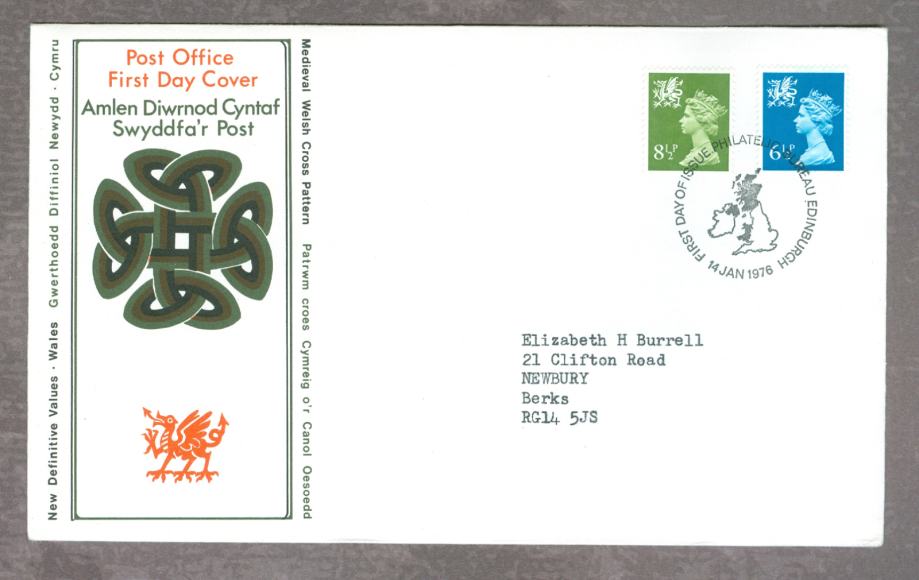 New Definitive Values · Wales Gwerthoedd Diffiniol Newydd · Cymru
Post Office
First Day Cover
Amlen Diwrnod Cyntaf
Swyddfa'r Post
Medieval Welsh Cross Pattern Patrwm croes Cymreig o'r Canol Oesoedd
8½P
6½P
FIRST DAY OF ISSUE PHILATELIC BUREAU EDINBURGH
14 JAN 1976
Elizabeth H Burrell
21 Clifton Road
NEWBURY
Berks
RG14 5JS